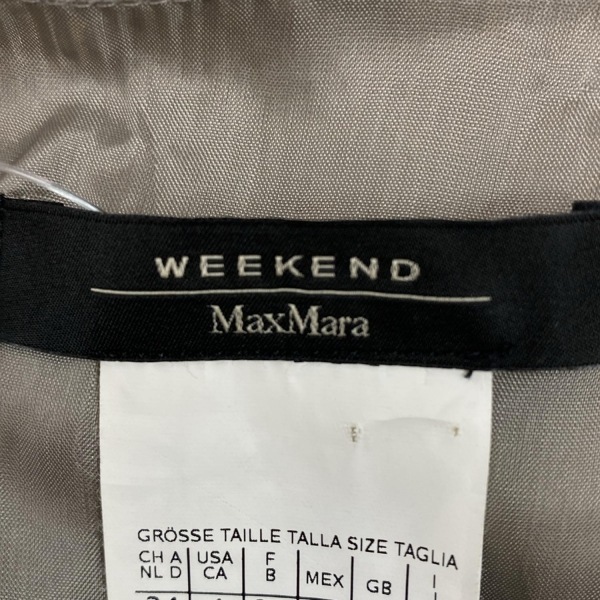 WEEKEND
MaxMara
GRÖSSE TAILLE TALLA SIZE TAGLIA
CH A USA F I
NL D CA B MEX GB